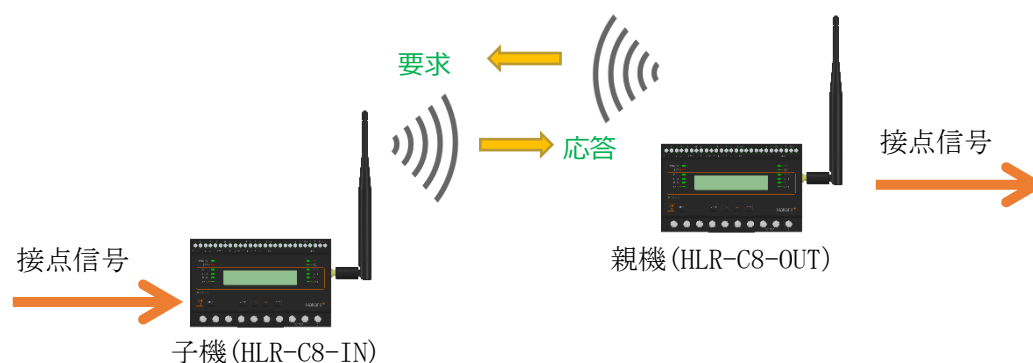 要求
応答
接点信号
親機(HLR-C8-OUT)
接点信号
子機(HLR-C8-IN)